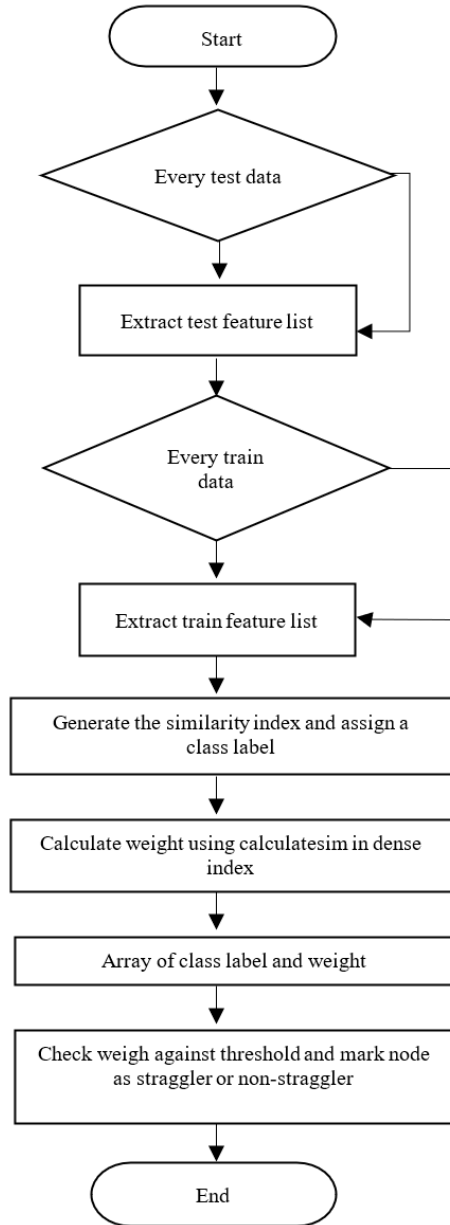 Start
Every test data
Extract test feature list
Every train
data
Extract train feature list
Generate the similarity index and assign a
class label
Calculate weight using calculatesim in dense
index
Array of class label and weight
Check weigh against threshold and mark node
as straggler or non-straggler
End